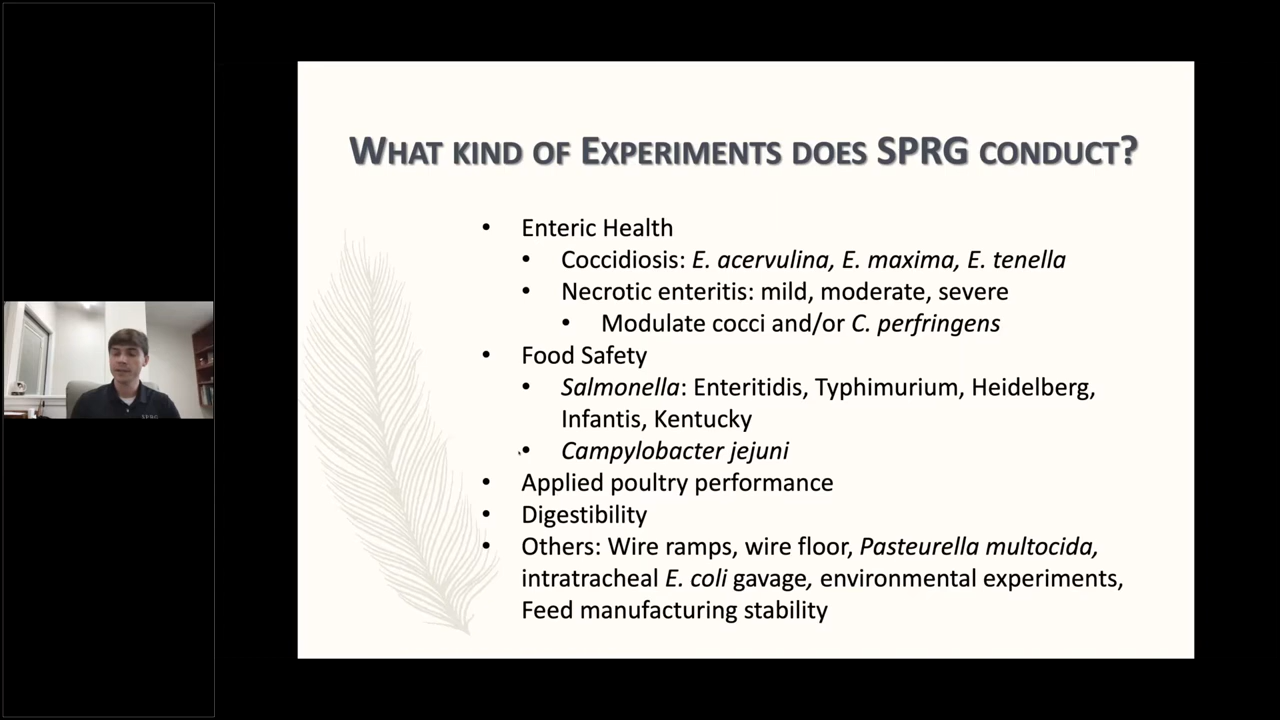 WHAT KIND OF EXPERIMENTS DOES SPRG CONDUCT?
• Enteric Health
• Coccidiosis: E. acervulina, E. maxima, E. tenella
• Necrotic enteritis: mild, moderate, severe
• Modulate cocci and/or C. perfringens
• Food Safety
• Salmonella: Enteritidis, Typhimurium, Heidelberg,
Infantis, Kentucky
• Campylobacter jejuni
• Applied poultry performance
• Digestibility
• Others: Wire ramps, wire floor, Pasteurella multocida,
intratracheal E. coli gavage, environmental experiments,
Feed manufacturing stability
SPRG